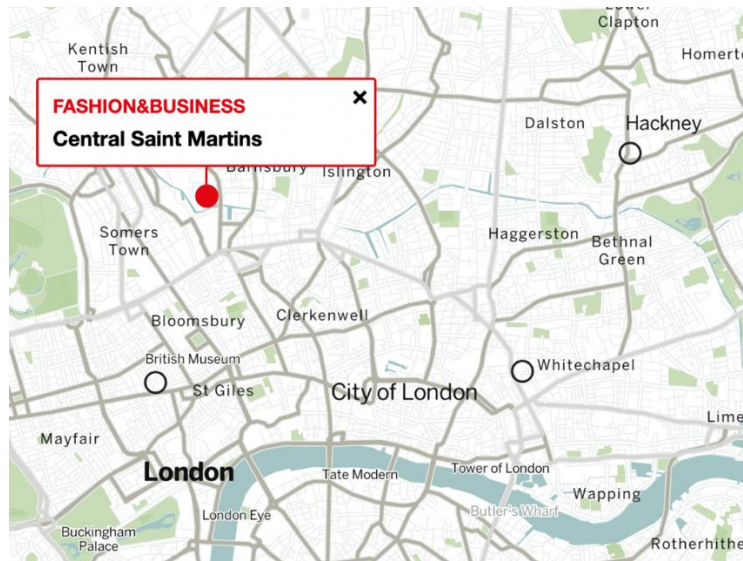 Lower
Clapton
Kentish
Town
Homert
FASHION&BUSINESS
×
Central Saint Martins
Dalston
Hackney
Barnsbury
Islington
Somers
Town
Haggerston
Bethnal
Green
Bloomsbury
Clerkenwell
British Museum
Whitechapel
St Giles
City of London
Lime
Mayfair
London
Tate Modern
Tower of London
Wapping
London Eye
Butler's Wharf
Buckingham
Palace
Rotherhithe